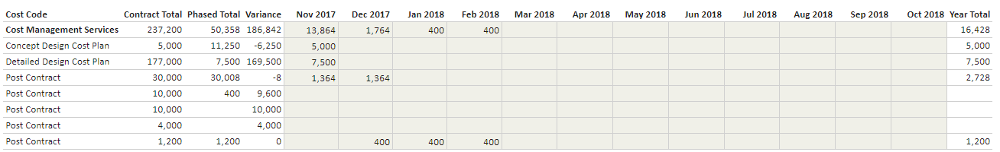 Cost Code Contract Total Phased Total Variance Nov 2017 Dec 2017 Jan 2018 Feb 2018 Mar 2018 Apr 2018 May 2018 Jun 2018 Jul 2018 Aug 2018 Sep 2018 Oct 2018 Year Total
Cost Management Services 237,200 50,358 186,842 13,864 1,764 400 400 16,428
Concept Design Cost Plan 5,000 11,250 -6,250 5,000 5,000
Detailed Design Cost Plan 177,000 7,500 169,500 7,500 7,500
Post Contract 30,000 30,008 -8 1,364 1,364 2,728
Post Contract 10,000 400 9,600
Post Contract 10,000 10,000
Post Contract 4,000 4,000
Post Contract 1,200 1,200 0 400 400 400 1,200